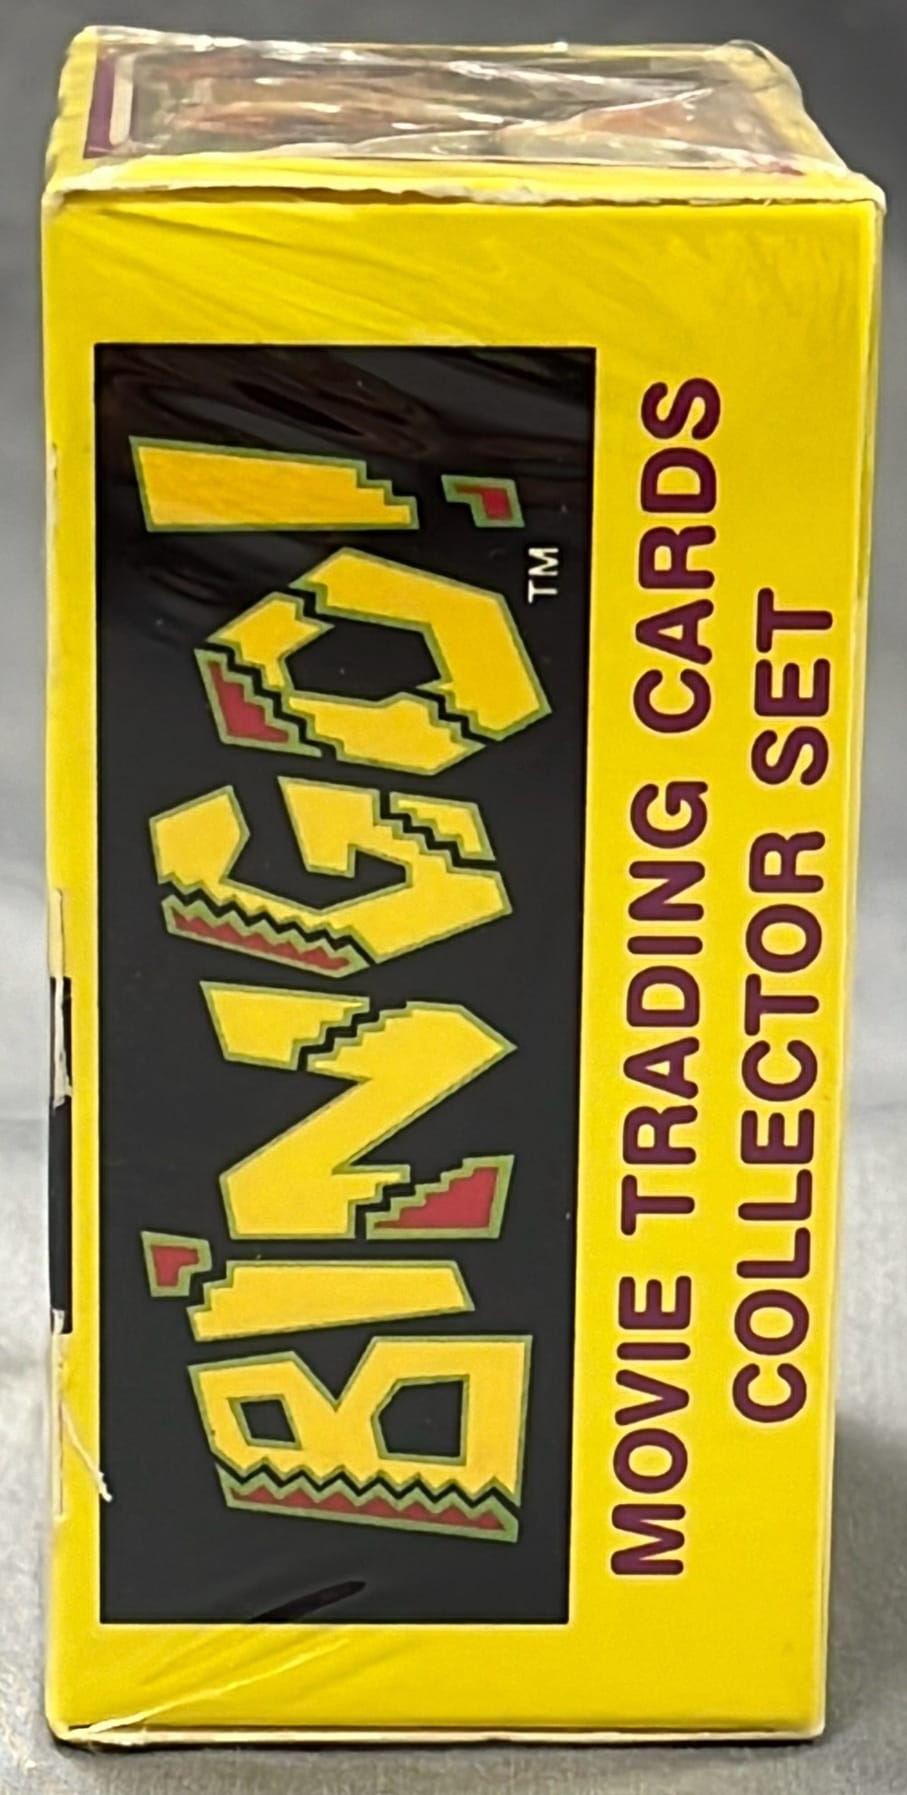 BINGO!
TM
MOVIE TRADING CARDS
COLLECTOR SET